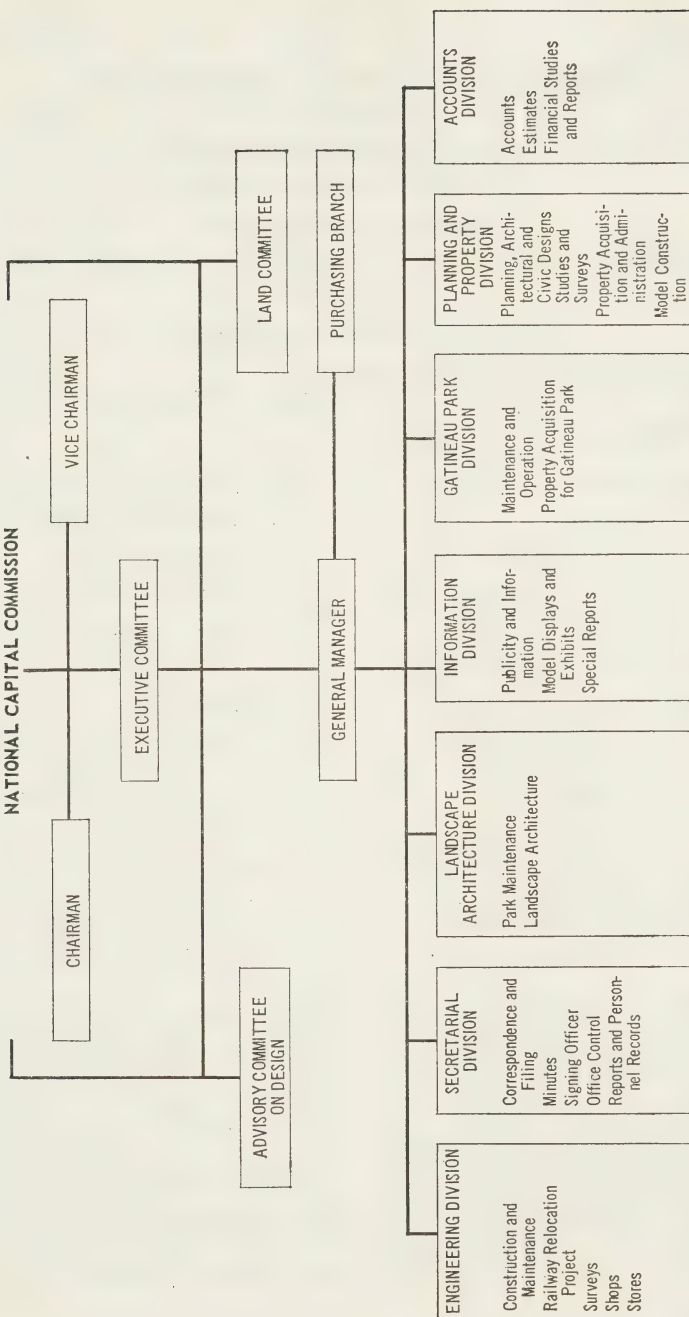 NATIONAL CAPITAL COMMISSION
CHAIRMAN
VICE CHAIRMAN
EXECUTIVE COMMITTEE
ADVISORY COMMITTEE
ON DESIGN
LAND COMMITTEE
GENERAL MANAGER
PURCHASING BRANCH
ENGINEERING DIVISION
Construction and
Maintenance
Railway Relocation
Project
Surveys
Shops
Stores
SECRETARIAL
DIVISION
Correspondence and
Filing
Minutes
Signing Officer
Office Control
Reports and Person-
nel Records
LANDSCAPE
ARCHITECTURE DIVISION
Park Maintenance
Landscape Architecture
INFORMATION
DIVISION
Publicity and Infor-
mation
Model Displays and
Exhibits
Special Reports
GATINEAU PARK
DIVISION
Maintenance and
Operation
Property Acquisition
for Gatineau Park
PLANNING AND
PROPERTY
DIVISION
Planning, Archi-
tectural and
Civic Designs
Studies and
Surveys
Property Acquisi-
tion and Admi-
nistration
Model Construc-
tion
ACCOUNTS
DIVISION
Accounts
Estimates
Financial Studies
and Reports